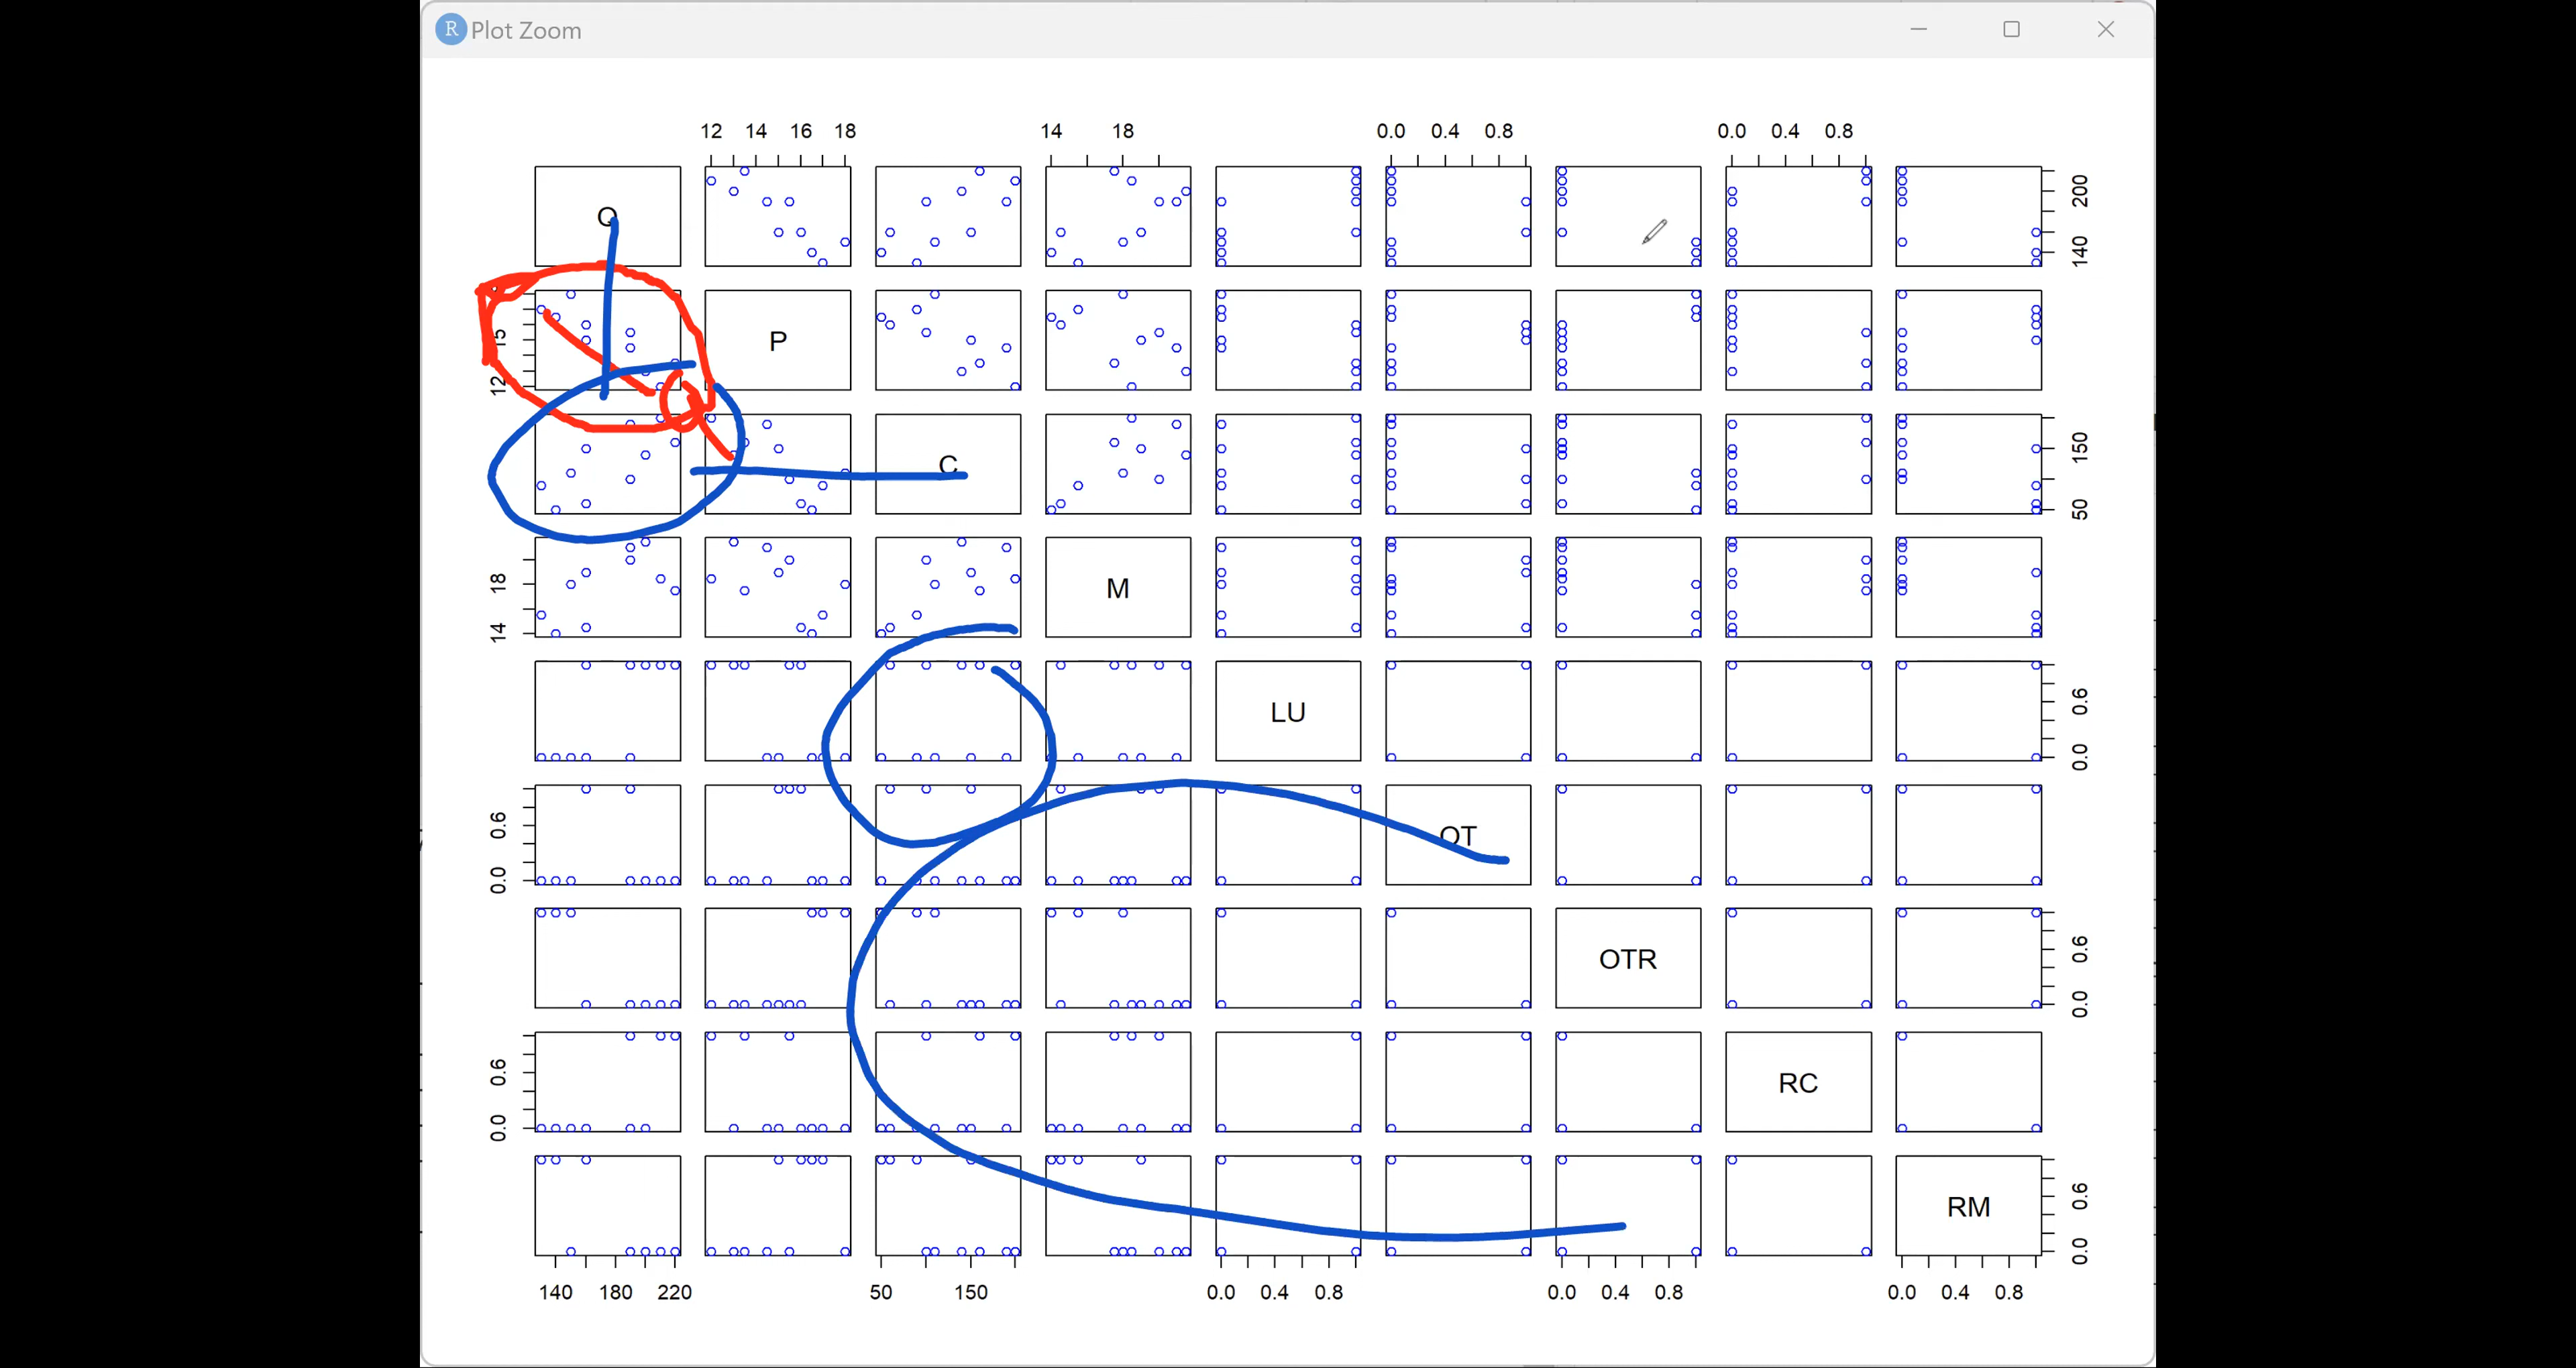 R Plot Zoom
12 14 16 18 14 18 0.0 0.4 0.8 0.0 0.4 0.8
200
Q
140
15
P
12
150
C
50
18
M
14
0.6
LU
0.0
0.6
OT
0.0
0.6
OTR
0.0
0.6
RC
0.0
0.6
RM
0.0
140 180 220 50 150 0.0 0.4 0.8 0.0 0.4 0.8 0.0 0.4 0.8